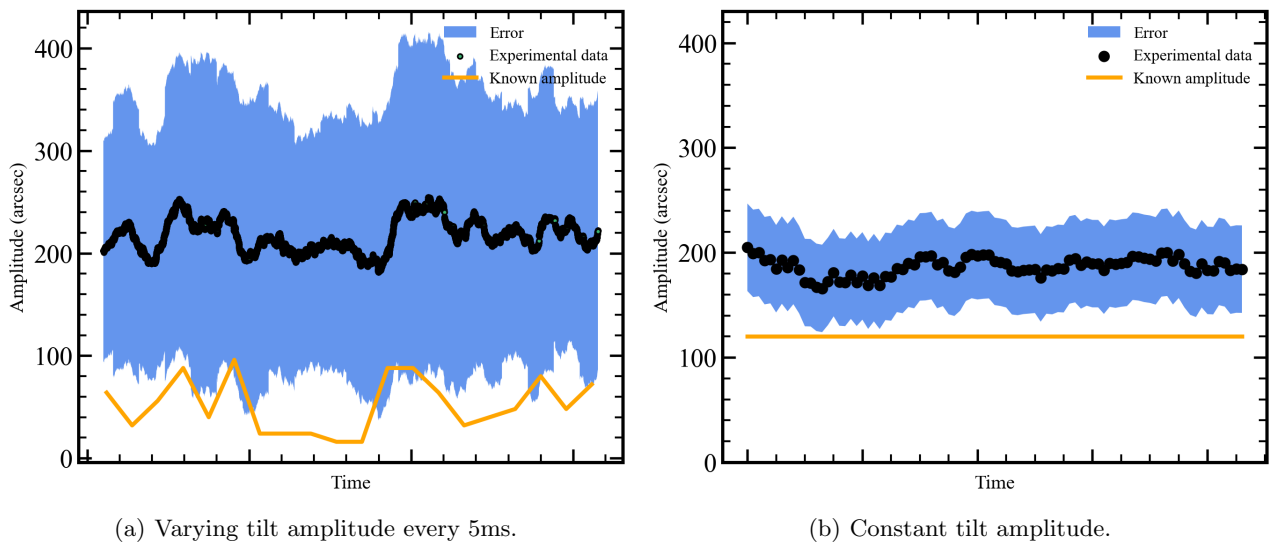 400
300
200
100
0
Amplitude (arcsec)
Error
Experimental data
Known amplitude
Time
(a) Varying tilt amplitude every 5ms.
400
300
200
100
0
Amplitude (arcsec)
Error
Experimental data
Known amplitude
Time
(b) Constant tilt amplitude.